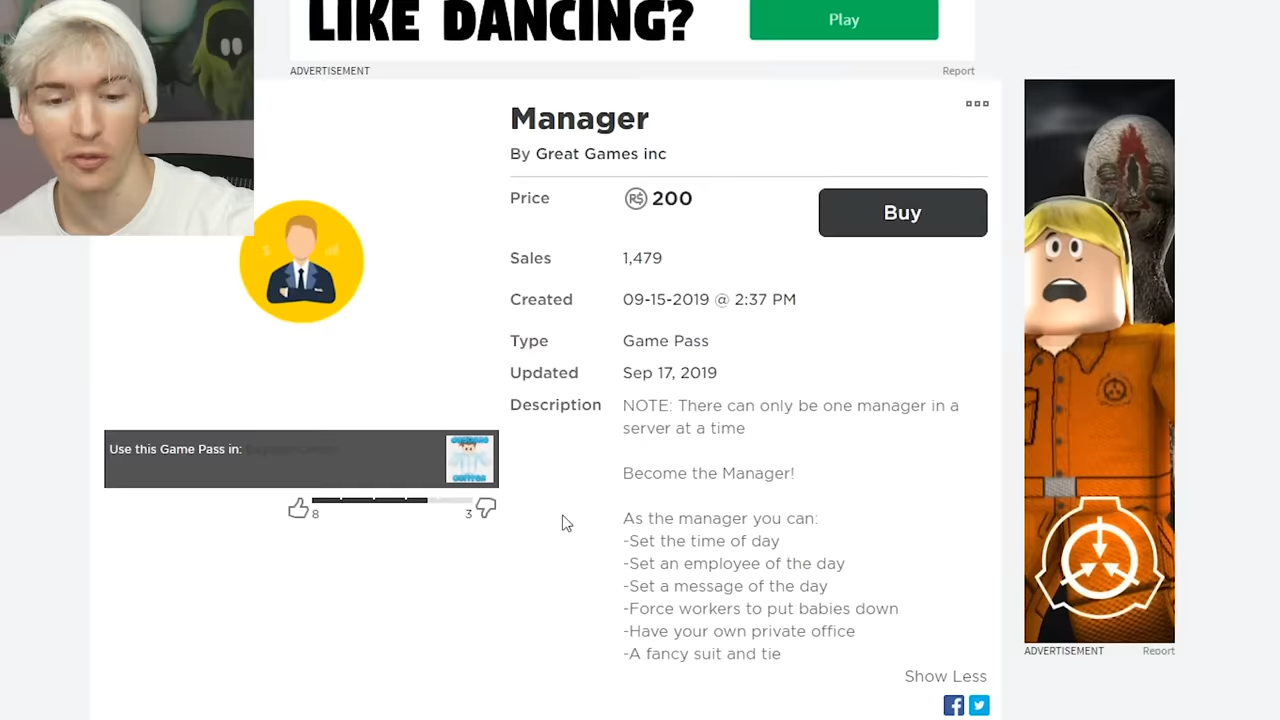 LIKE DANCING?
Play
ADVERTISEMENT
Report
Manager
By Great Games inc
Price
R$ 200
Buy
Sales
1,479
Created
09-15-2019 @ 2:37 PM
Type
Game Pass
Updated
Sep 17, 2019
Description
NOTE: There can only be one manager in a
server at a time
Become the Manager!
As the manager you can:
-Set the time of day
-Set an employee of the day
-Set a message of the day
-Force workers to put babies down
-Have your own private office
-A fancy suit and tie
Show Less
Use this Game Pass in:
8
3
ADVERTISEMENT
Report